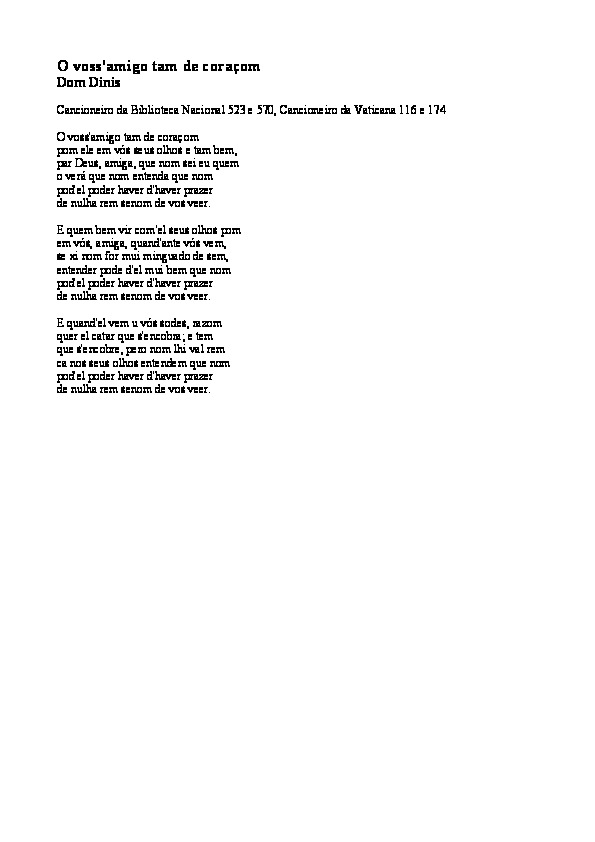 O voss'amigo tam de coraçom
Dom Dinis
Cancioneiro da Biblioteca Nacional 523 e 570, Cancioneiro da Vaticana 116 e 174
O voss'amigo tam de coraçom
pom ele em vós seus olhos e tam bem,
par Deus, amiga, que nom sei eu quem
o verá que nom entenda que nom
pod'el poder haver d'haver prazer
de nulha rem senom de vos veer.
E quem bem vir com'el seus olhos pom
em vós, amiga, quand'ante vós vem,
se xi nom for mui minguado de sem,
entender pode d'el mui bem que nom
pod'el poder haver d'haver prazer
de nulha rem senom de vos veer.
E quand'el vem u vós sodes, razom
quer el catar que s'encobra; e tem
que s'encobre, pero nom lhi val rem
ca nos seus olhos entendem que nom
pod'el poder haver d'haver prazer
de nulha rem senom de vos veer.